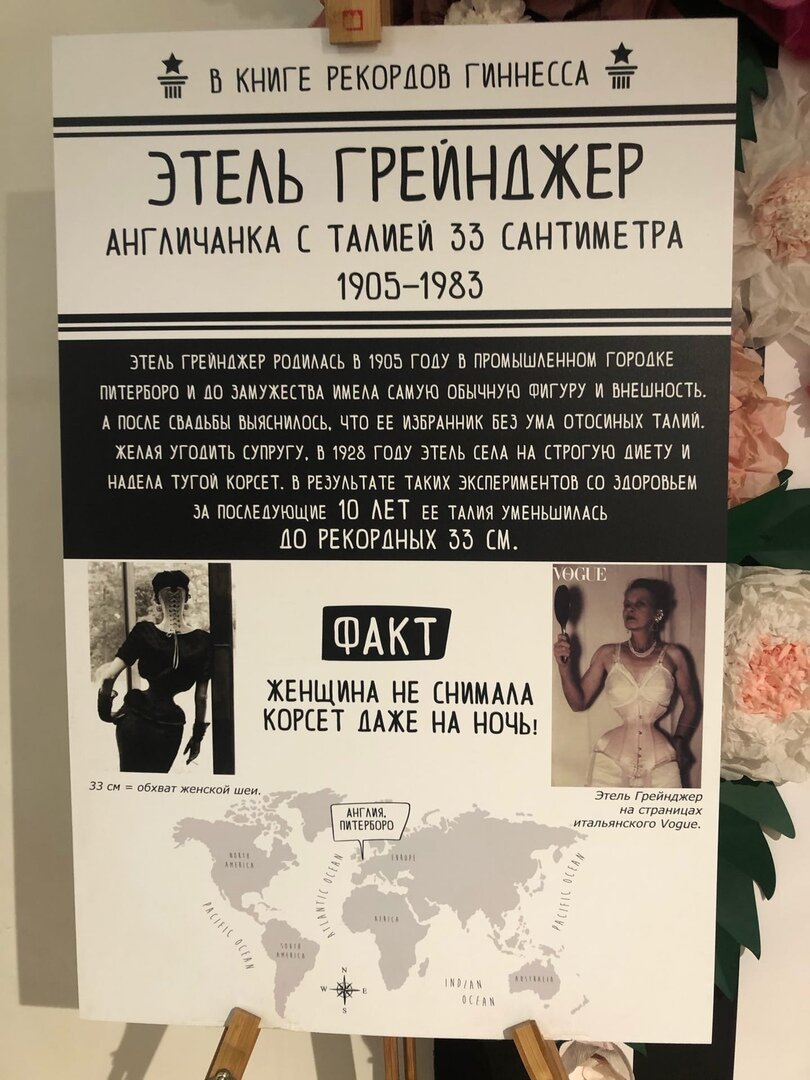 В КНИГЕ РЕКОРДОВ ГИННЕССА
ЭТЕЛЬ ГРЕЙНДЖЕР
АНГЛИЧАНКА С ТАЛИЕЙ 33 САНТИМЕТРА
1905–1983
ЭТЕЛЬ ГРЕЙНДЖЕР РОДИЛАСЬ В 1905 ГОДУ В ПРОМЫШЛЕННОМ ГОРОДКЕ
ПИТЕРБОРО И ДО ЗАМУЖЕСТВА ИМЕЛА САМУЮ ОБЫЧНУЮ ФИГУРУ И ВНЕШНОСТЬ.
А ПОСЛЕ СВАДЬБЫ ВЫЯСНИЛОСЬ, ЧТО ЕЕ ИЗБРАННИК БЕЗ УМА ОТОСИНЫХ ТАЛИЙ.
ЖЕЛАЯ УГОДИТЬ СУПРУГУ, В 1928 ГОДУ ЭТЕЛЬ СЕЛА НА СТРОГУЮ ДИЕТУ И
НАДЕЛА ТУГОЙ КОРСЕТ. В РЕЗУЛЬТАТЕ ТАКИХ ЭКСПЕРИМЕНТОВ СО ЗДОРОВЬЕМ
ЗА ПОСЛЕДУЮЩИЕ 10 ЛЕТ ЕЕ ТАЛИЯ УМЕНЬШИЛАСЬ
ДО РЕКОРДНЫХ 33 СМ.
VOGUE
ФАКТ
ЖЕНЩИНА НЕ СНИМАЛА
КОРСЕТ ДАЖЕ НА НОЧЬ!
33 см = обхват женской шеи.
Этель Грейнджер
на страницах
итальянского Vogue.
АНГЛИЯ,
ПИТЕРБОРО
NORTH
AMERICA
EUROPE
ATLANTIC OCEAN
PACIFIC OCEAN
PACIFIC OCEAN
AFRICA
SOUTH
AMERICA
INDIAN
OCEAN
AUSTRALIA
N
W E
S